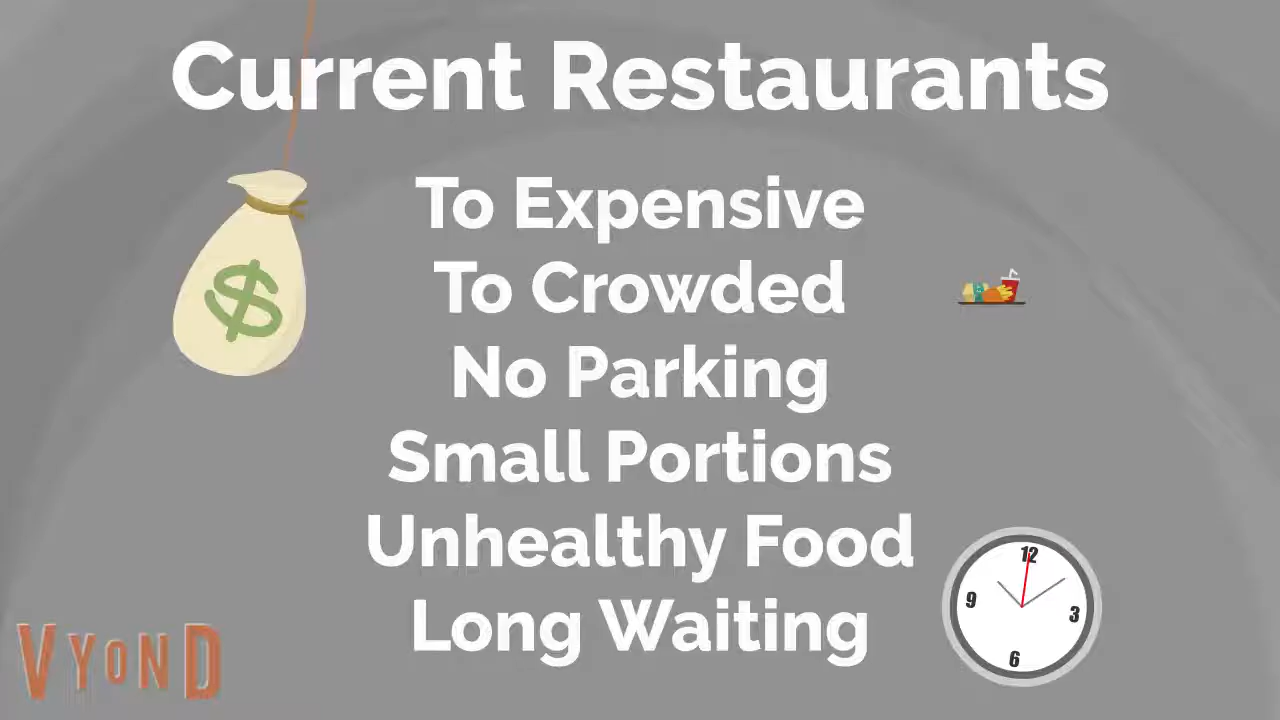 Current Restaurants
$
To Expensive
To Crowded
No Parking
Small Portions
Unhealthy Food
Long Waiting
12
9
3
6
VYOND